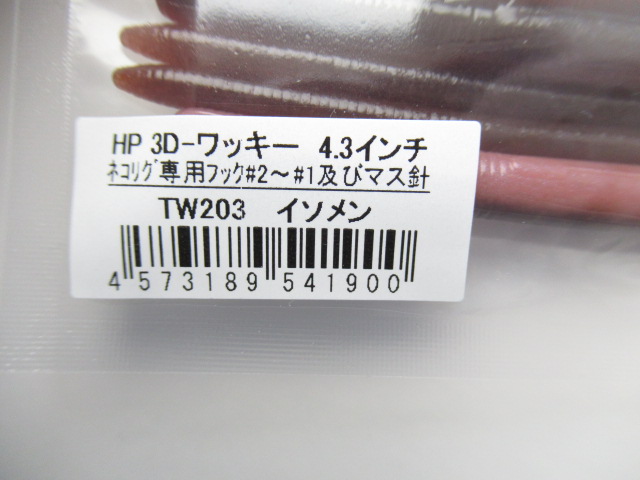 HP 3D-ワッキー 4.3インチ
ﾈｺﾘｸﾞ専用ﾌｯｸ#2～#1及びマス針
TW203 イソメン
4 573189 541900